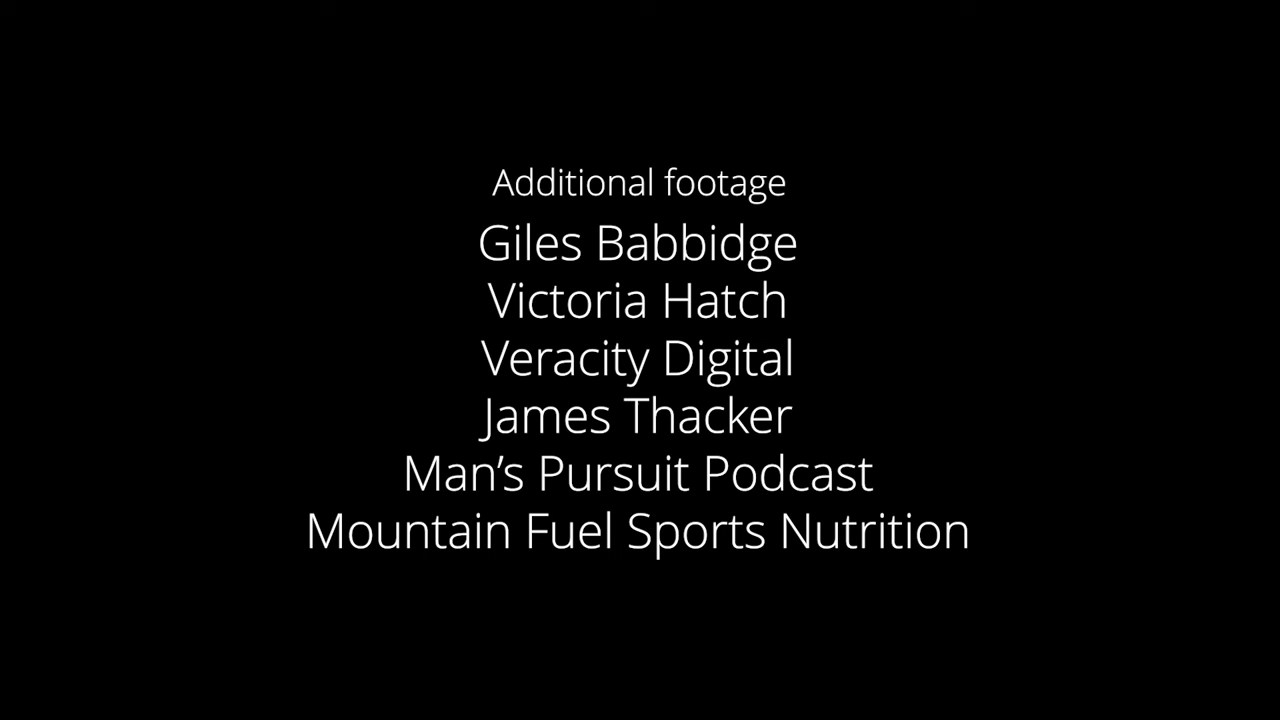 Additional footage
Giles Babbidge
Victoria Hatch
Veracity Digital
James Thacker
Man’s Pursuit Podcast
Mountain Fuel Sports Nutrition